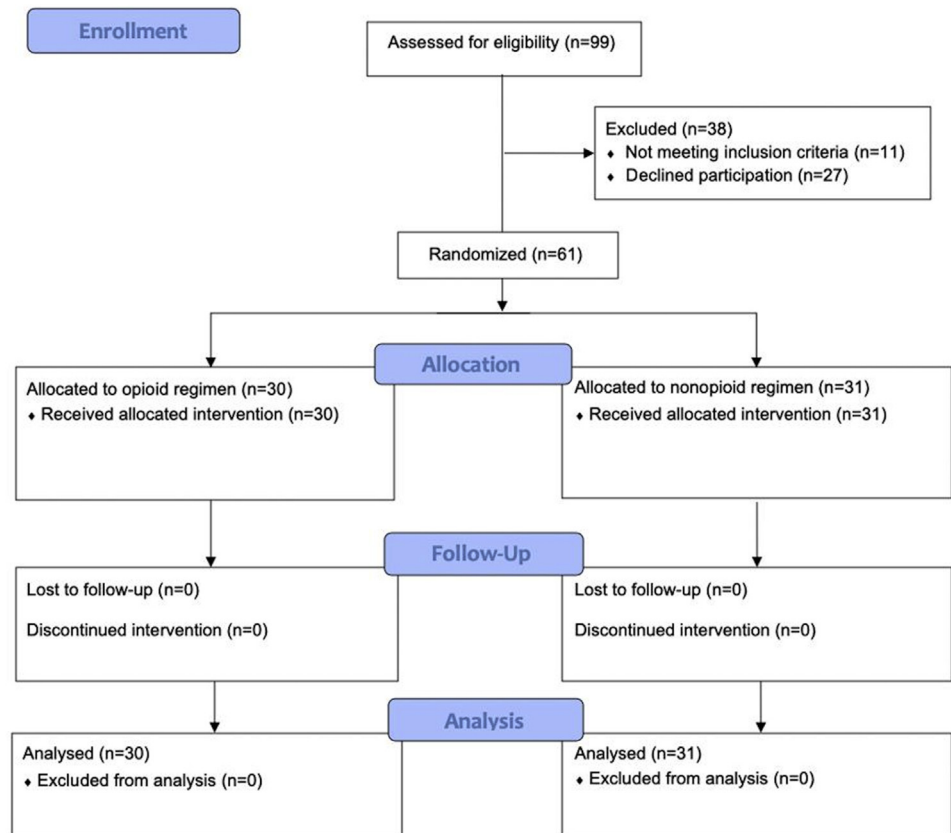 Enrollment
Assessed for eligibility (n=99)
Excluded (n=38)
♦ Not meeting inclusion criteria (n=11)
♦ Declined participation (n=27)
Randomized (n=61)
Allocation
Allocated to opioid regimen (n=30)
♦ Received allocated intervention (n=30)
Allocated to nonopioid regimen (n=31)
♦ Received allocated intervention (n=31)
Follow-Up
Lost to follow-up (n=0)
Discontinued intervention (n=0)
Lost to follow-up (n=0)
Discontinued intervention (n=0)
Analysis
Analysed (n=30)
♦ Excluded from analysis (n=0)
Analysed (n=31)
♦ Excluded from analysis (n=0)